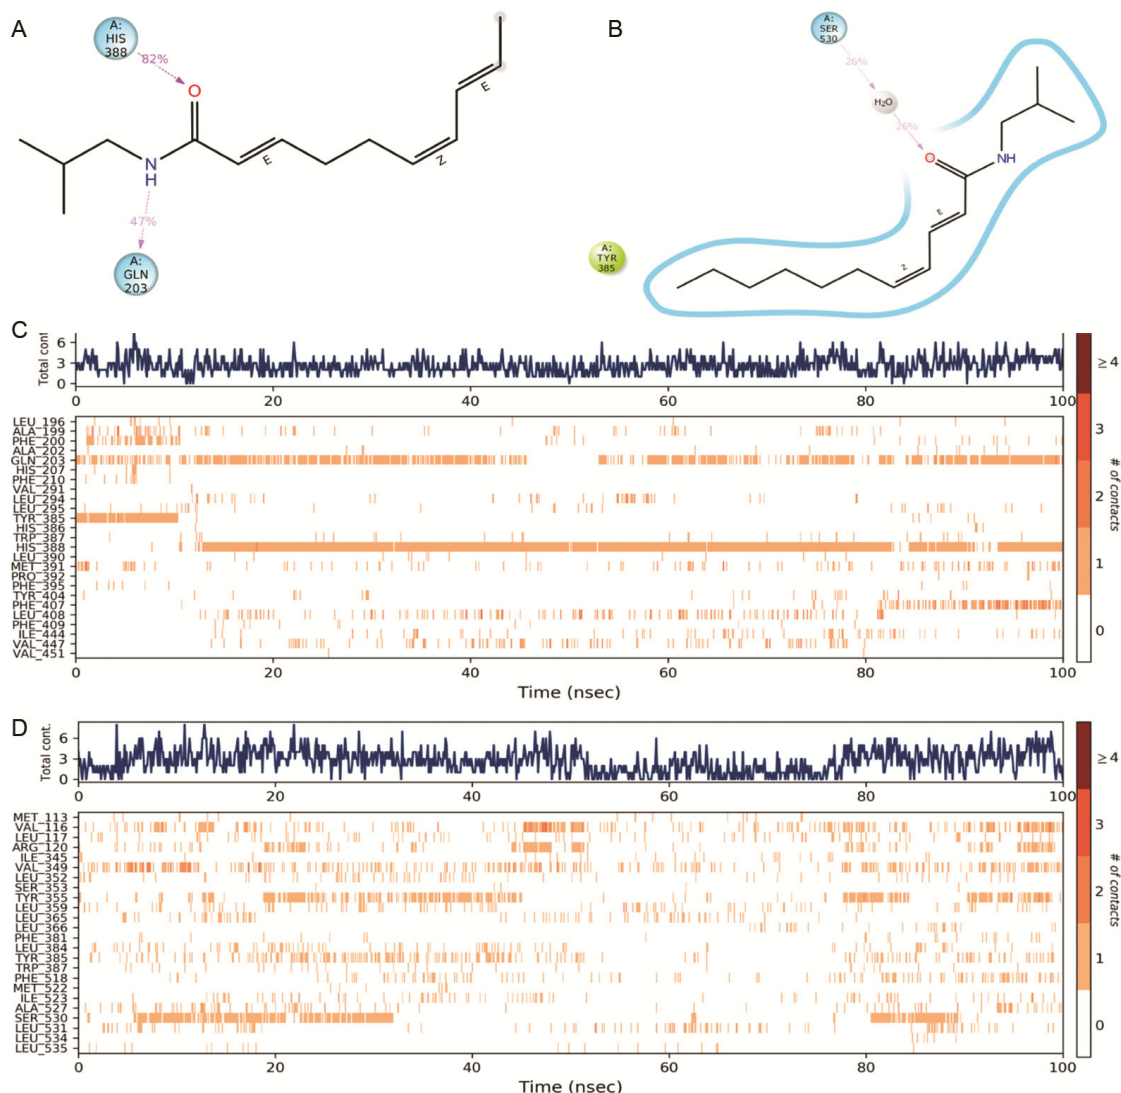 A
A:
HIS
388
82%
O
N
H
E
Z
E
47%
A:
GLN
203
B
A:
SER
530
26%
H₂O
26%
O
NH
E
Z
A:
TYR
385
C
Total cont
6
3
0
0 20 40 60 80 100
LEU_196
ALA_199
PHE_200
ALA_202
GLN_203
HIS_207
PHE_210
VAL_291
LEU_294
LEU_295
TYR_385
HIS_386
TRP_387
HIS_388
LEU_390
MET_391
PRO_392
PHE_395
TYR_404
PHE_407
LEU_408
PHE_409
ILE_444
VAL_447
VAL_451
0 20 40 60 80 100
Time (nsec)
≥4
3
2
1
0
# of contacts
D
Total cont.
6
3
0
0 20 40 60 80 100
MET_113
VAL_116
LEU_117
ARG_120
ILE_345
VAL_349
LEU_352
SER_353
TYR_355
LEU_359
LEU_365
LEU_366
PHE_381
LEU_384
TYR_385
TRP_387
PHE_518
MET_522
ILE_523
ALA_527
SER_530
LEU_531
LEU_534
LEU_535
0 20 40 60 80 100
Time (nsec)
≥4
3
2
1
0
# of contacts